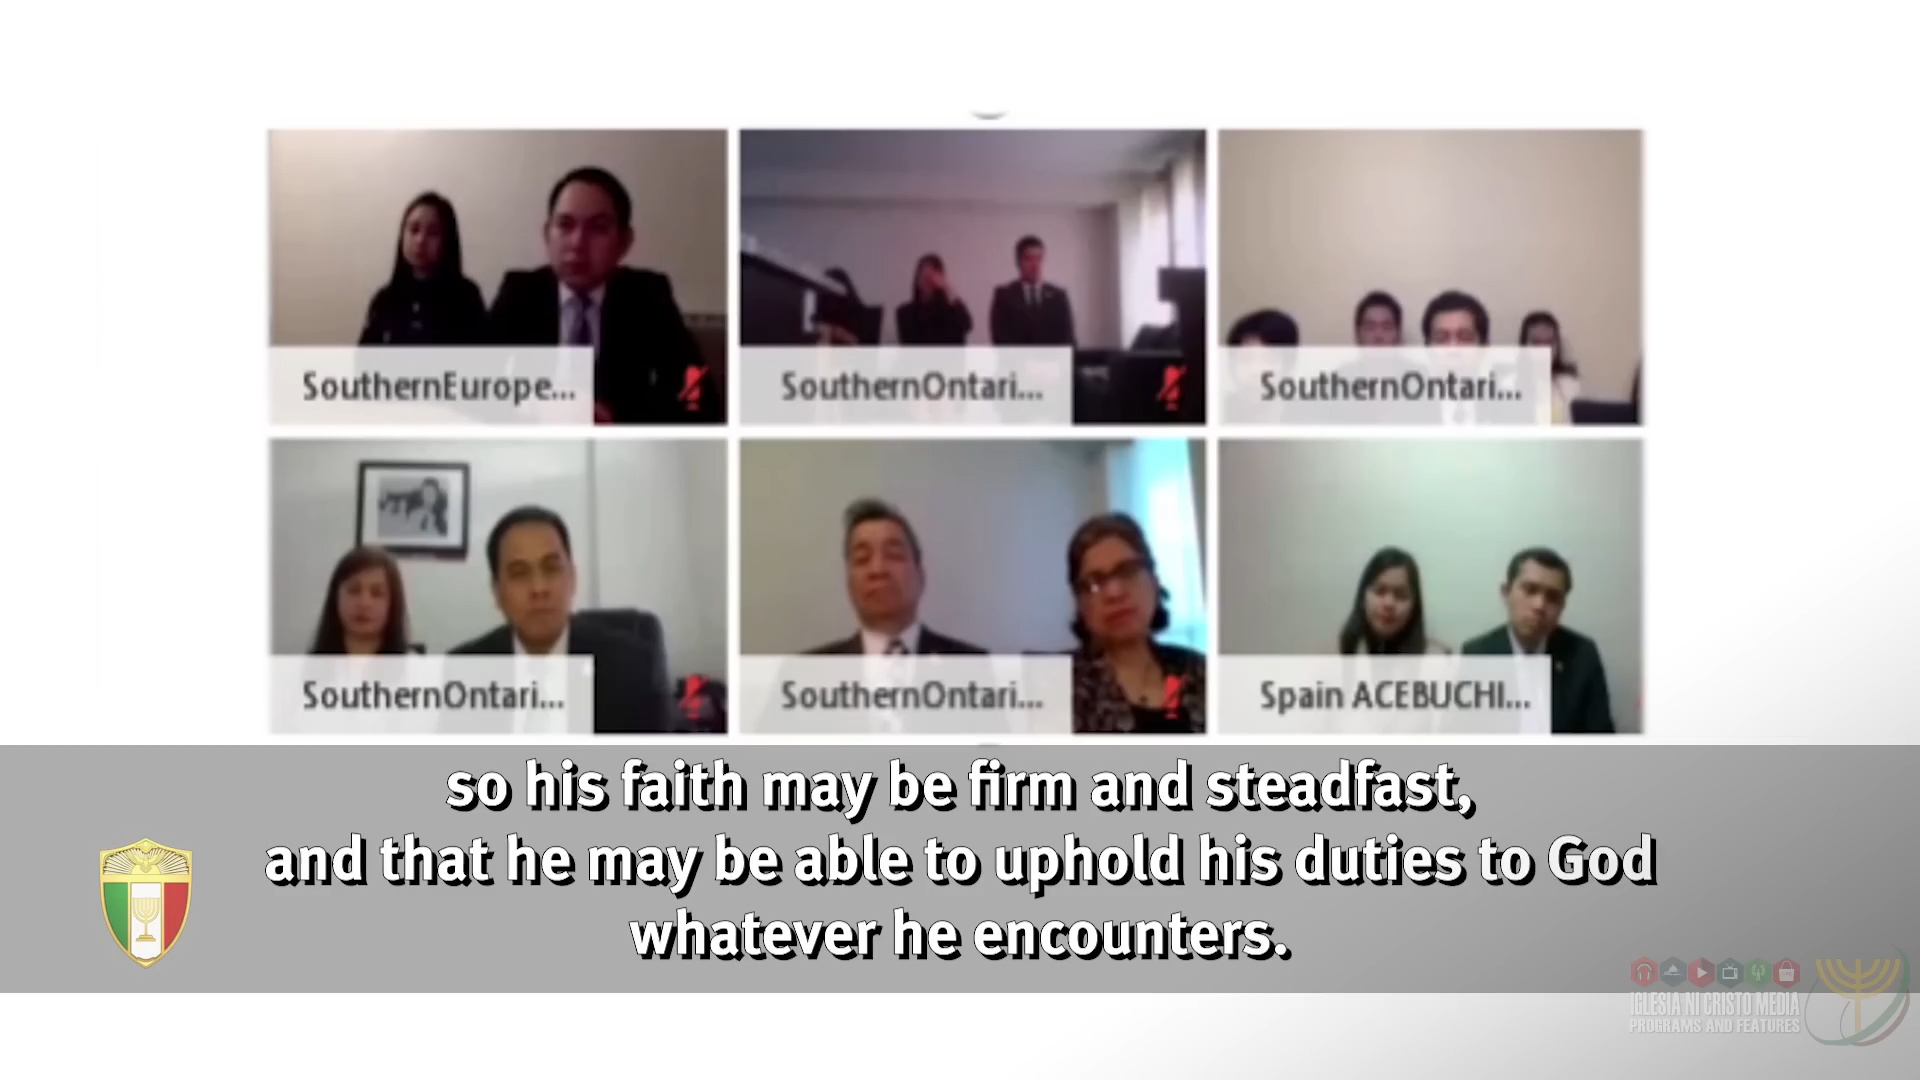 SouthernEurope...
SouthernOntari...
SouthernOntari...
SouthernOntari...
SouthernOntari...
Spain ACEBUCHI...
so his faith may be firm and steadfast,
and that he may be able to uphold his duties to God
whatever he encounters.
IGLESIA NI CRISTO MEDIA
PROGRAMS AND FEATURES